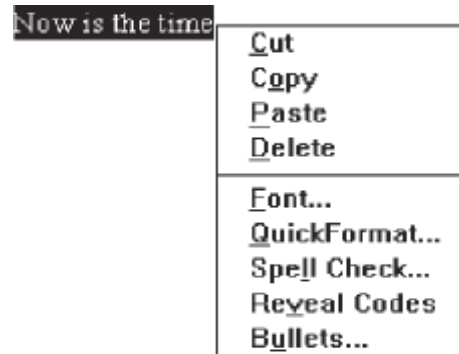 Now is the time
Cut
Copy
Paste
Delete
Font...
QuickFormat...
Spell Check...
Reveal Codes
Bullets...